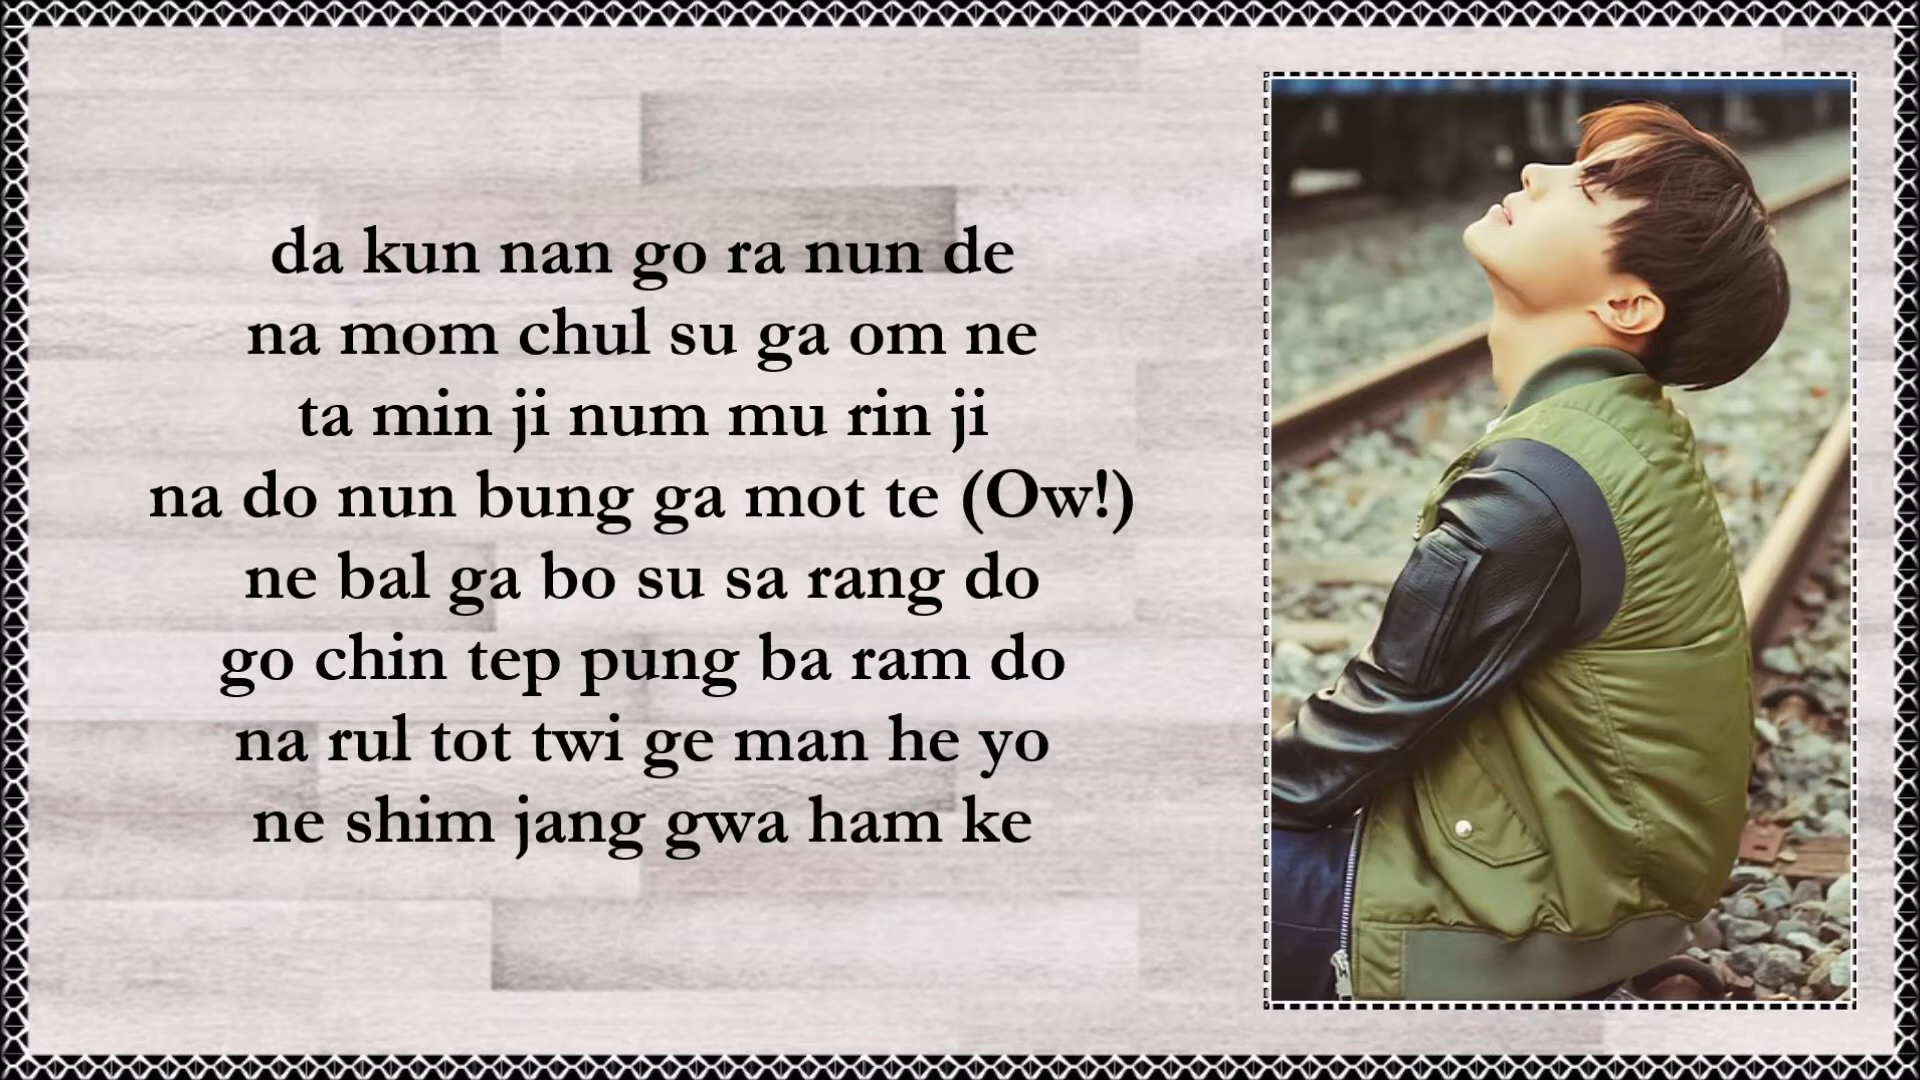 da kun nan go ra nun de
na mom chul su ga om ne
ta min ji num mu rin ji
na do nun bung ga mot te (Ow!)
ne bal ga bo su sa rang do
go chin tep pung ba ram do
na rul tot twi ge man he yo
ne shim jang gwa ham ke